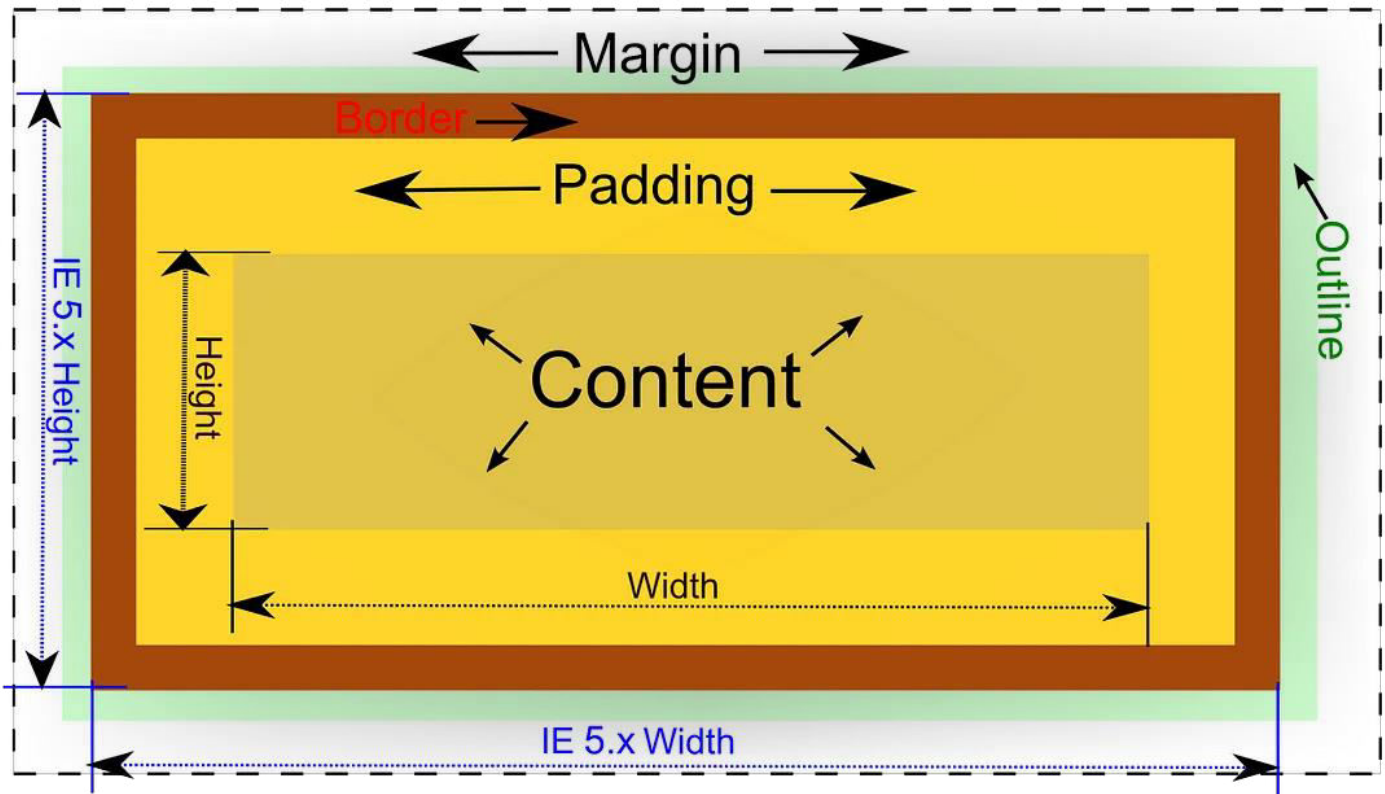 Margin
Border
Padding
Outline
IE 5.x Height
Height
Content
Width
IE 5.x Width